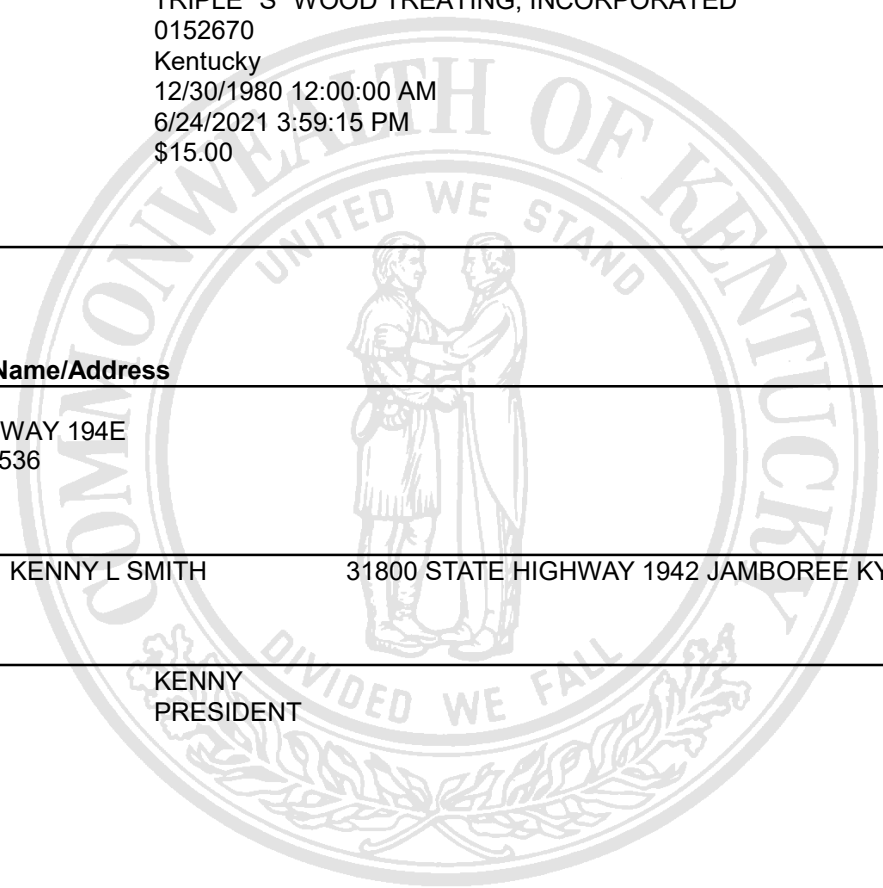 TRIPLE "S" WOOD TREATING, INCORPORATED
0152670
Kentucky
12/30/1980 12:00:00 AM
6/24/2021 3:59:15 PM
$15.00
COMMONWEALTH OF KENTUCKY
UNITED WE STAND
Name/Address
WAY 194E
536
KENNY L SMITH 31800 STATE HIGHWAY 1942 JAMBOREE KY
KENNY
PRESIDENT
DIVIDED WE FALL